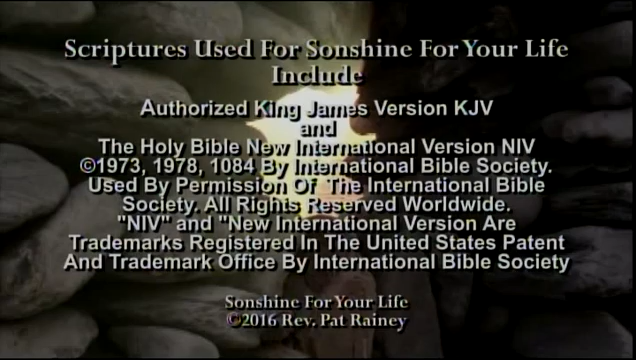 Scriptures Used For Sonshine For Your Life
Include
Authorized King James Version KJV
and
The Holy Bible New International Version NIV
©1973, 1978, 1084 By International Bible Society.
Used By Permission Of The International Bible
Society. All Rights Reserved Worldwide.
"NIV" and "New International Version Are
Trademarks Registered In The United States Patent
And Trademark Office By International Bible Society
Sonshine For Your Life
©2016 Rev. Pat Rainey